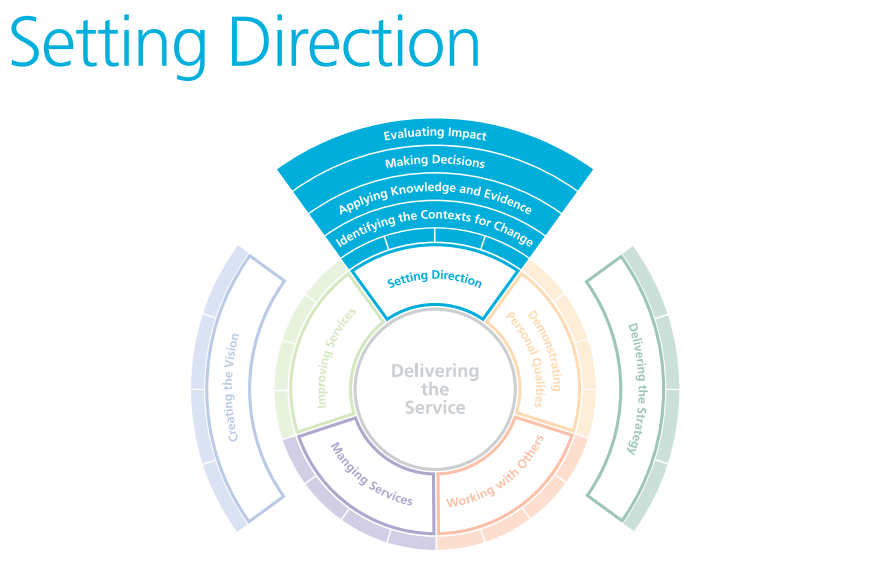 Setting Direction
Evaluating Impact
Making Decisions
Applying Knowledge and Evidence
Identifying the Contexts for Change
Setting Direction
Improving Services
Demonstrating
Personal Qualities
Delivering
the
Service
Creating the Vision
Delivering the Strategy
Manging Services
Working with Others